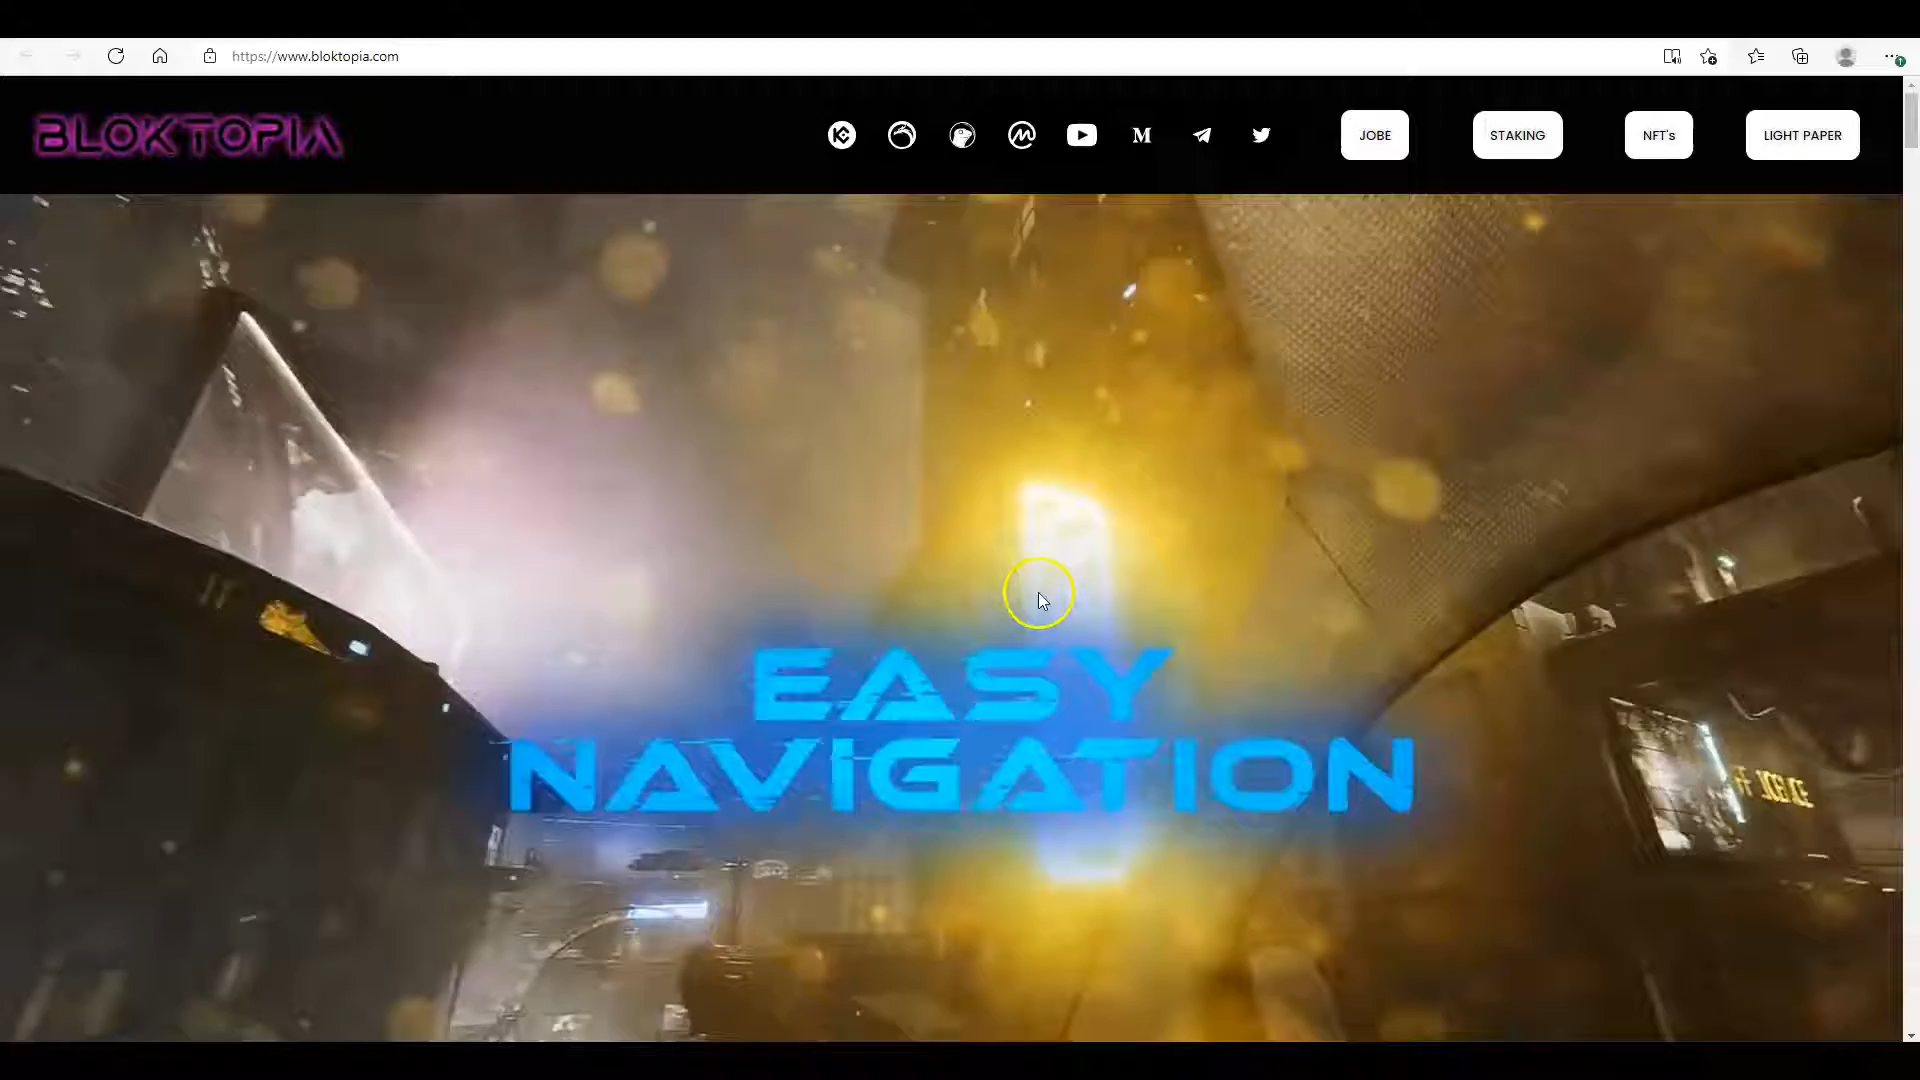 https://www.bloktopia.com
BLOKTOPIA
M
JOBE
STAKING
NFT's
LIGHT PAPER
EASY
NAVIGATION